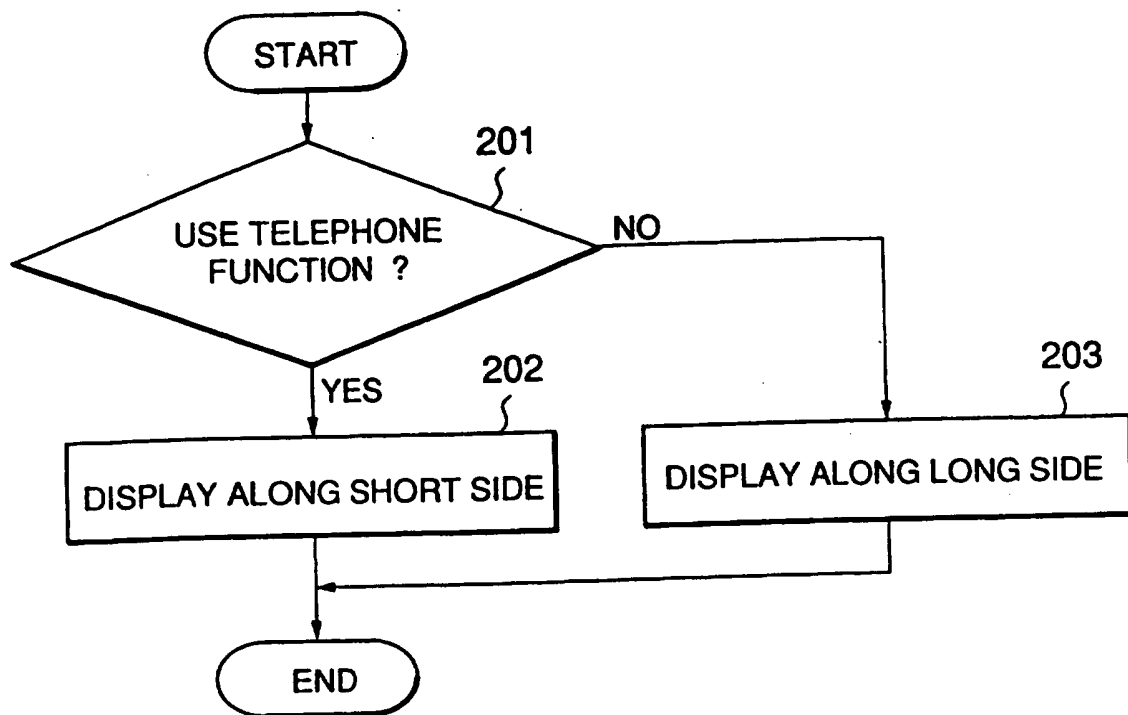 START
201
USE TELEPHONE
FUNCTION ?
NO
YES
202
203
DISPLAY ALONG SHORT SIDE
DISPLAY ALONG LONG SIDE
END